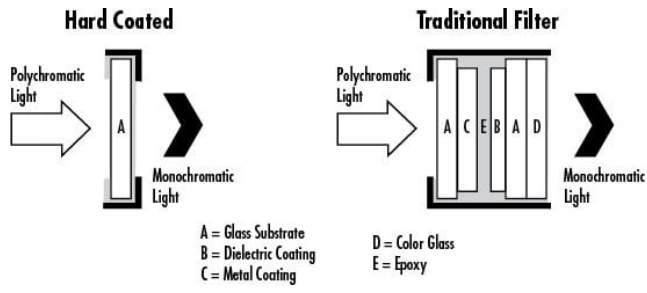 Hard Coated
Polychromatic
Light
A
Monochromatic
Light
Traditional Filter
Polychromatic
Light
A C E B A D
Monochromatic
Light
A = Glass Substrate
B = Dielectric Coating
C = Metal Coating
D = Color Glass
E = Epoxy